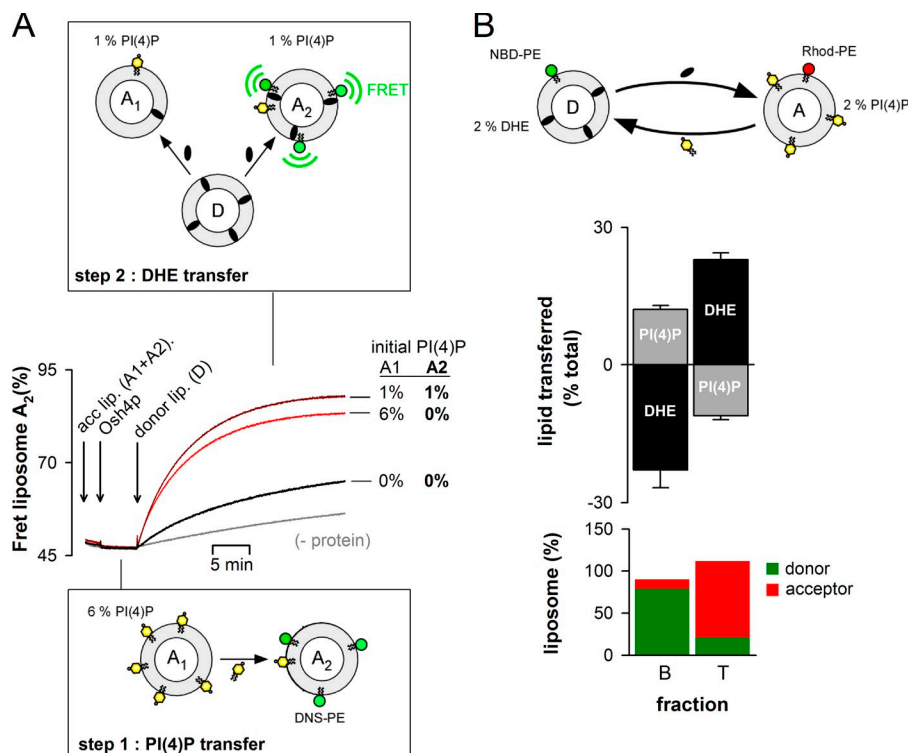 A
1 % PI(4)P
1 % PI(4)P
A1
A2
FRET
D
step 2 : DHE transfer
Fret liposome A2(%)
95
70
45
acc lip. (A1+A2).
Osh4p
donor lip. (D)
initial PI(4)P
A1 A2
1% 1%
6% 0%
0% 0%
(- protein)
5 min
6 % PI(4)P
A1
A2
DNS-PE
step 1 : PI(4)P transfer
B
NBD-PE
Rhod-PE
D
A
2 % DHE
2 % PI(4)P
lipid transferred
(% total)
30
0
-30
PI(4)P
DHE
DHE
PI(4)P
liposome (%)
150
100
50
0
donor
acceptor
B T
fraction